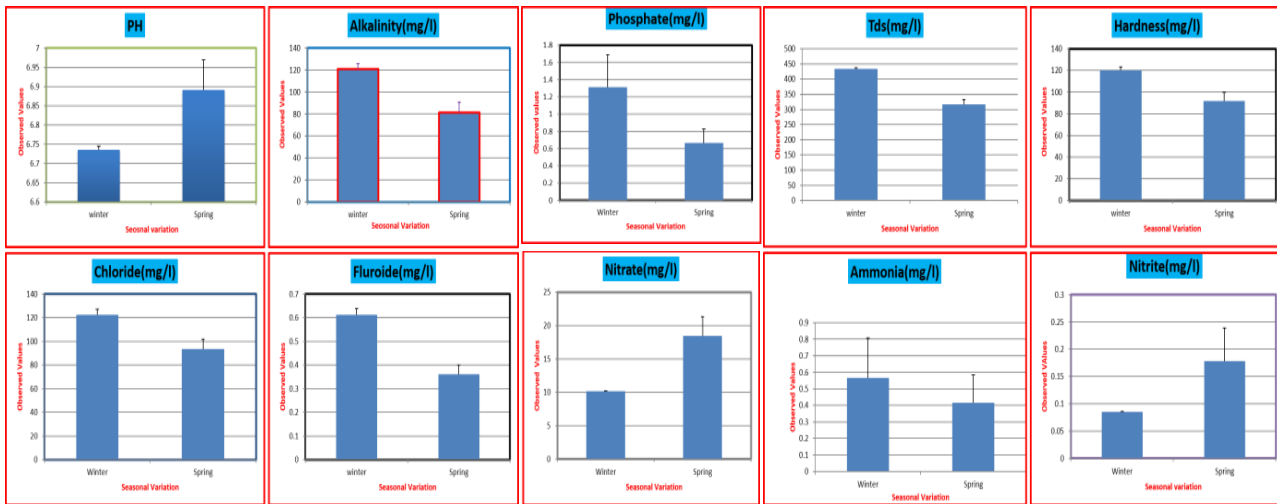 PH
Observed Values
7
6.95
6.9
6.85
6.8
6.75
6.7
6.65
6.6
winter
Spring
Seosnal variation
Alkalinity(mg/l)
Observed Values
140
120
100
80
60
40
20
0
winter
Spring
Seosnal Variation
Phosphate(mg/l)
Observed values
1.8
1.6
1.4
1.2
1
0.8
0.6
0.4
0.2
0
Winter
Spring
Seasonal Variation
Tds(mg/l)
Observed Values
500
450
400
350
300
250
200
150
100
50
0
winter
Spring
Seasonal Variation
Hardness(mg/l)
Observed Values
140
120
100
80
60
40
20
0
winter
Spring
Seasonal Variation
Chloride(mg/l)
Observed Values
140
120
100
80
60
40
20
0
Winter
Spring
Seasonal Variation
Fluroide(mg/l)
Observed Values
0.7
0.6
0.5
0.4
0.3
0.2
0.1
0
winter
Spring
Seasonal Variation
Nitrate(mg/l)
Observed Values
25
20
15
10
5
0
Winter
Spring
Seasonal Variation
Ammonia(mg/l)
Observed Values
0.9
0.8
0.7
0.6
0.5
0.4
0.3
0.2
0.1
0
Winter
Spring
Seasonal Variation
Nitrite(mg/l)
Observed VAlues
0.3
0.25
0.2
0.15
0.1
0.05
0
Winter
Spring
Seasonal variation